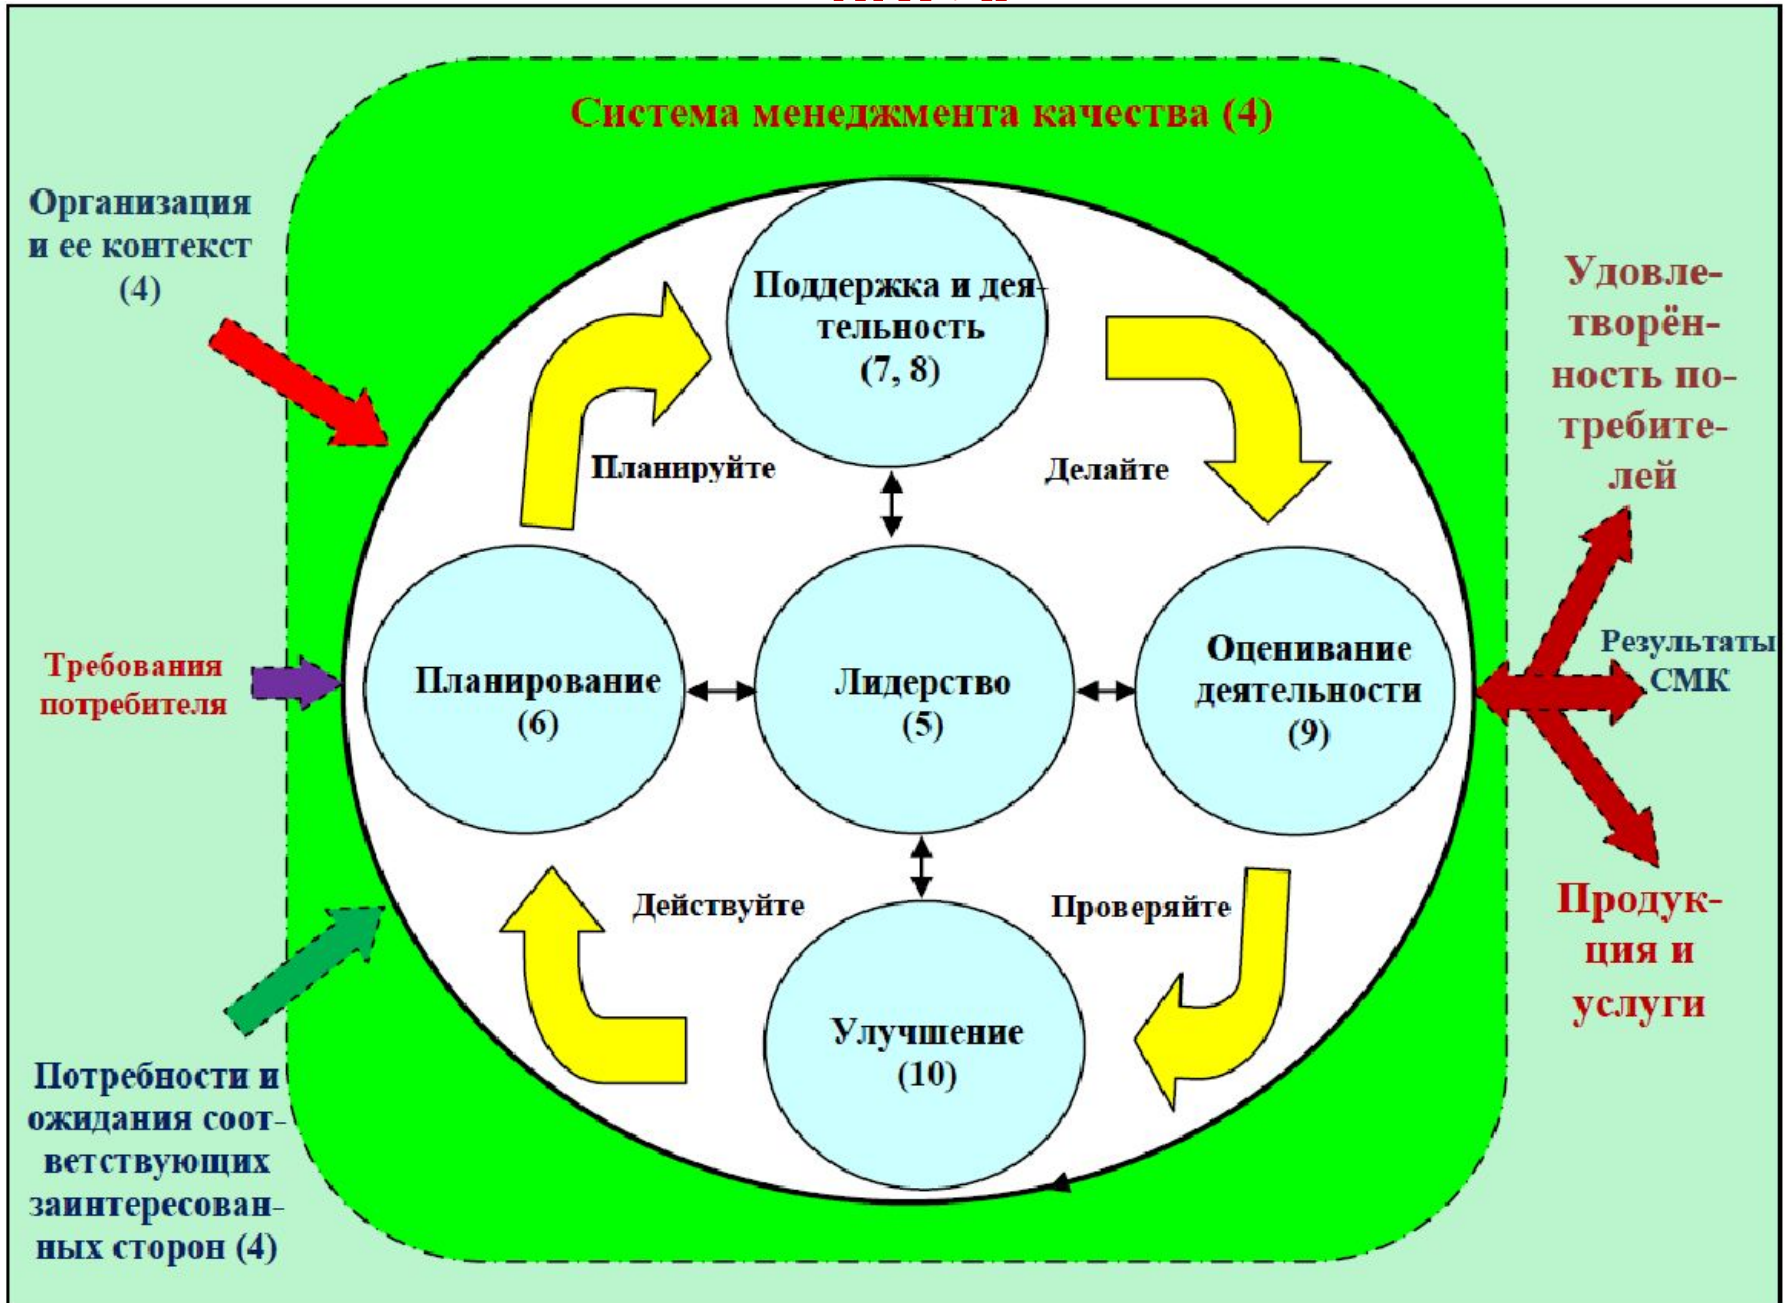 Система менеджмента качества (4)
Организация
и ее контекст
(4)
Требования
потребителя
Потребности и
ожидания соот-
ветствующих
заинтересован-
ных сторон (4)
Поддержка и дея-
тельность
(7, 8)
Планируйте
Делайте
Планирование
(6)
Лидерство
(5)
Оценивание
деятельности
(9)
Действуйте
Проверяйте
Улучшение
(10)
Удовле-
творён-
ность по-
требите-
лей
Результаты
СМК
Продук-
ция и
услуги